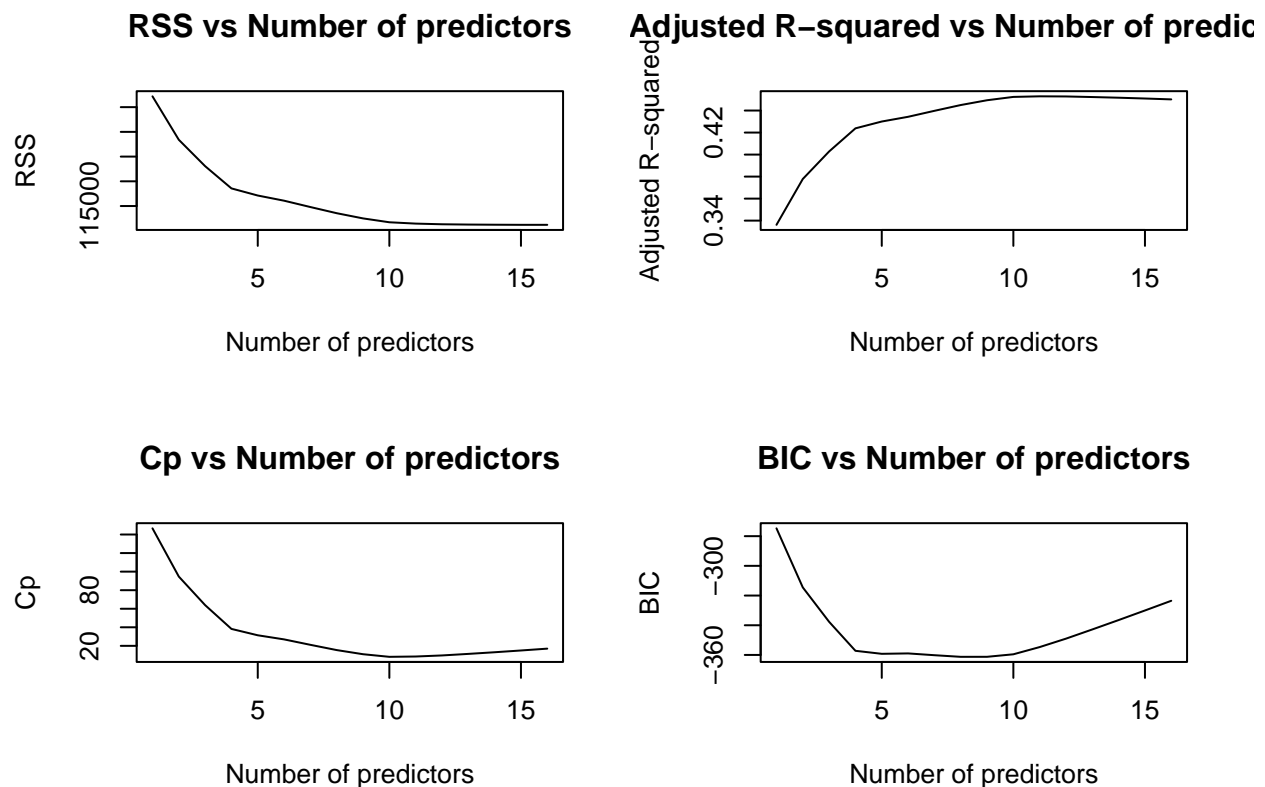 RSS vs Number of predictors
RSS
115000
5 10 15
Number of predictors
Adjusted R−squared vs Number of predic
Adjusted R−squared
0.34 0.42
5 10 15
Number of predictors
Cp vs Number of predictors
Cp
20 80
5 10 15
Number of predictors
BIC vs Number of predictors
BIC
−360 −300
5 10 15
Number of predictors